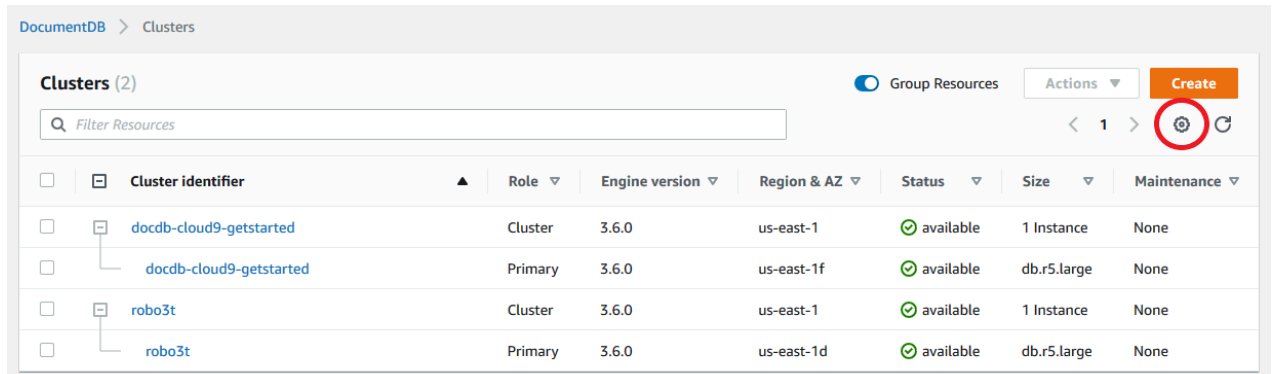 DocumentDB > Clusters
Clusters (2) Group Resources Actions Create
Filter Resources < 1 >
Cluster identifier Role Engine version Region & AZ Status Size Maintenance
docdb-cloud9-getstarted Cluster 3.6.0 us-east-1 available 1 Instance None
docdb-cloud9-getstarted Primary 3.6.0 us-east-1f available db.r5.large None
robo3t Cluster 3.6.0 us-east-1 available 1 Instance None
robo3t Primary 3.6.0 us-east-1d available db.r5.large None